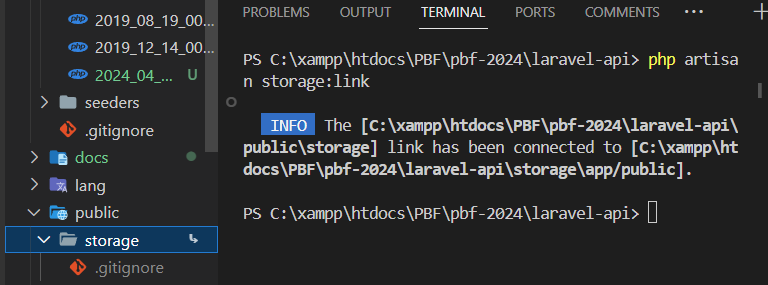 2019_08_19_00...
2019_12_14_00...
2024_04_... U
seeders
.gitignore
docs
lang
public
storage
.gitignore
PROBLEMS OUTPUT TERMINAL PORTS COMMENTS ...
PS C:\xampp\htdocs\PBF\pbf-2024\laravel-api> php artisa
n storage:link
INFO The [C:\xampp\htdocs\PBF\pbf-2024\laravel-api\
public\storage] link has been connected to [C:\xampp\ht
docs\PBF\pbf-2024\laravel-api\storage\app/public].
PS C:\xampp\htdocs\PBF\pbf-2024\laravel-api>